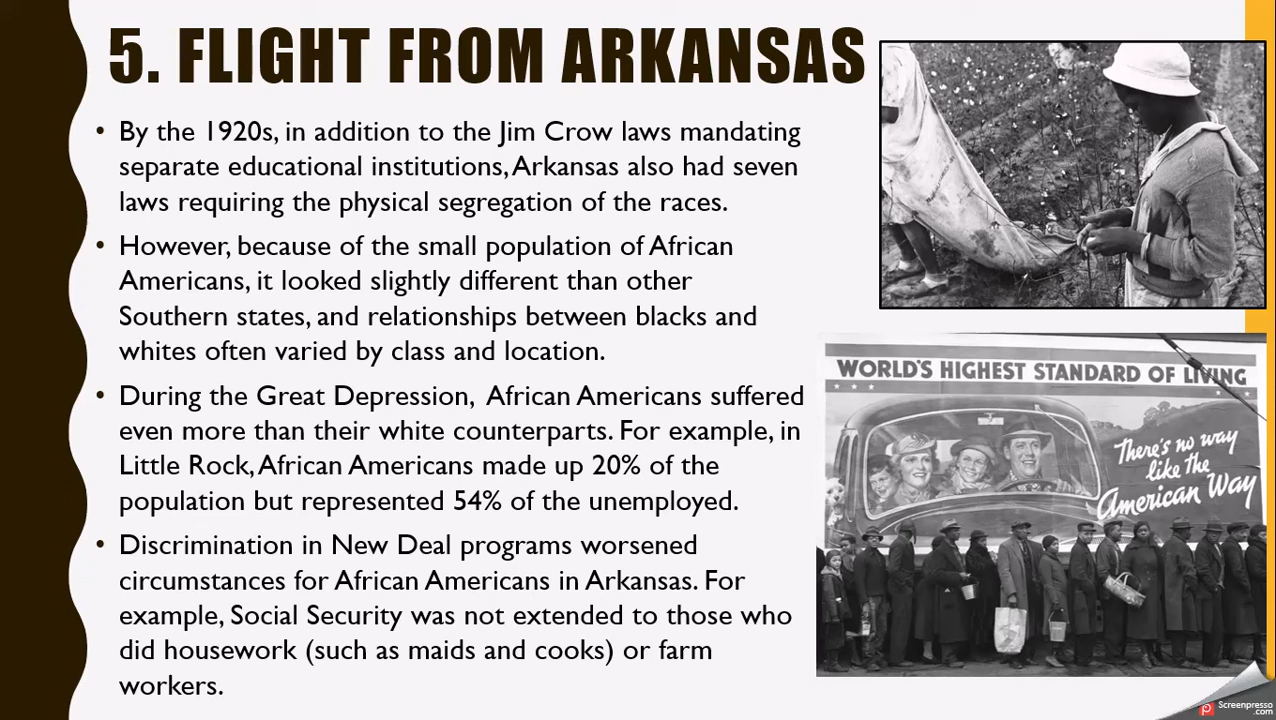 5. FLIGHT FROM ARKANSAS
• By the 1920s, in addition to the Jim Crow laws mandating
separate educational institutions, Arkansas also had seven
laws requiring the physical segregation of the races.
• However, because of the small population of African
Americans, it looked slightly different than other
Southern states, and relationships between blacks and
whites often varied by class and location.
• During the Great Depression, African Americans suffered
even more than their white counterparts. For example, in
Little Rock, African Americans made up 20% of the
population but represented 54% of the unemployed.
• Discrimination in New Deal programs worsened
circumstances for African Americans in Arkansas. For
example, Social Security was not extended to those who
did housework (such as maids and cooks) or farm
workers.
WORLD'S HIGHEST STANDARD OF LIVING
There's no way
like the
American Way
Screenpresso
.com